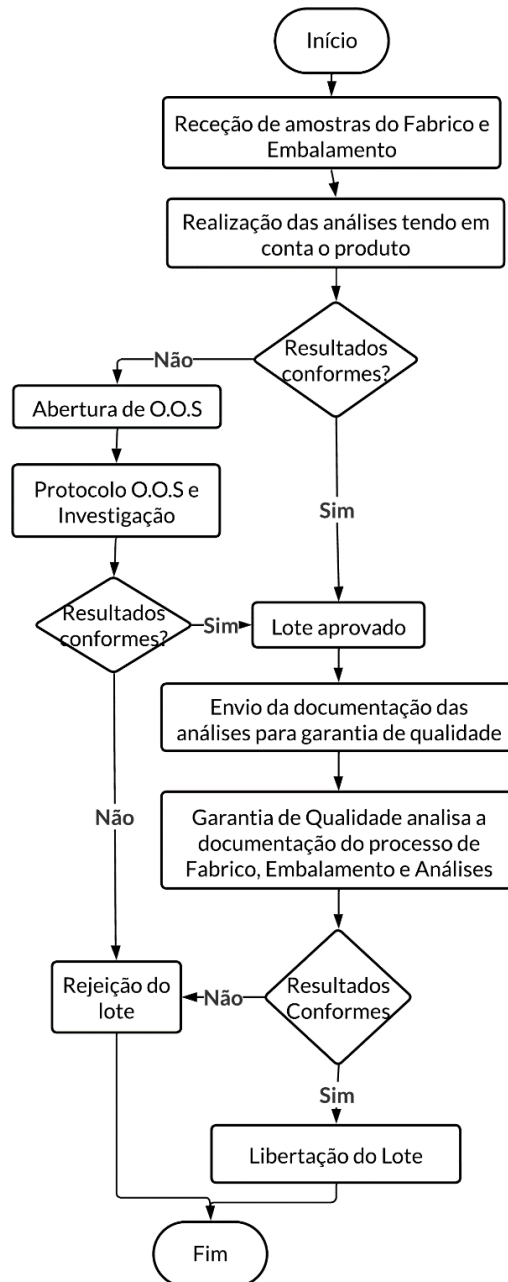 Início
Receção de amostras do Fabrico e
Embalamento
Realização das análises tendo em
conta o produto
Resultados
conformes?
Não
Abertura de O.O.S
Protocolo O.O.S e
Investigação
Sim
Resultados
conformes?
Sim
Lote aprovado
Envio da documentação das
análises para garantia de qualidade
Não
Garantia de Qualidade analisa a
documentação do processo de
Fabrico, Embalamento e Análises
Rejeição do
lote
Não
Resultados
Conformes
Sim
Libertação do Lote
Fim